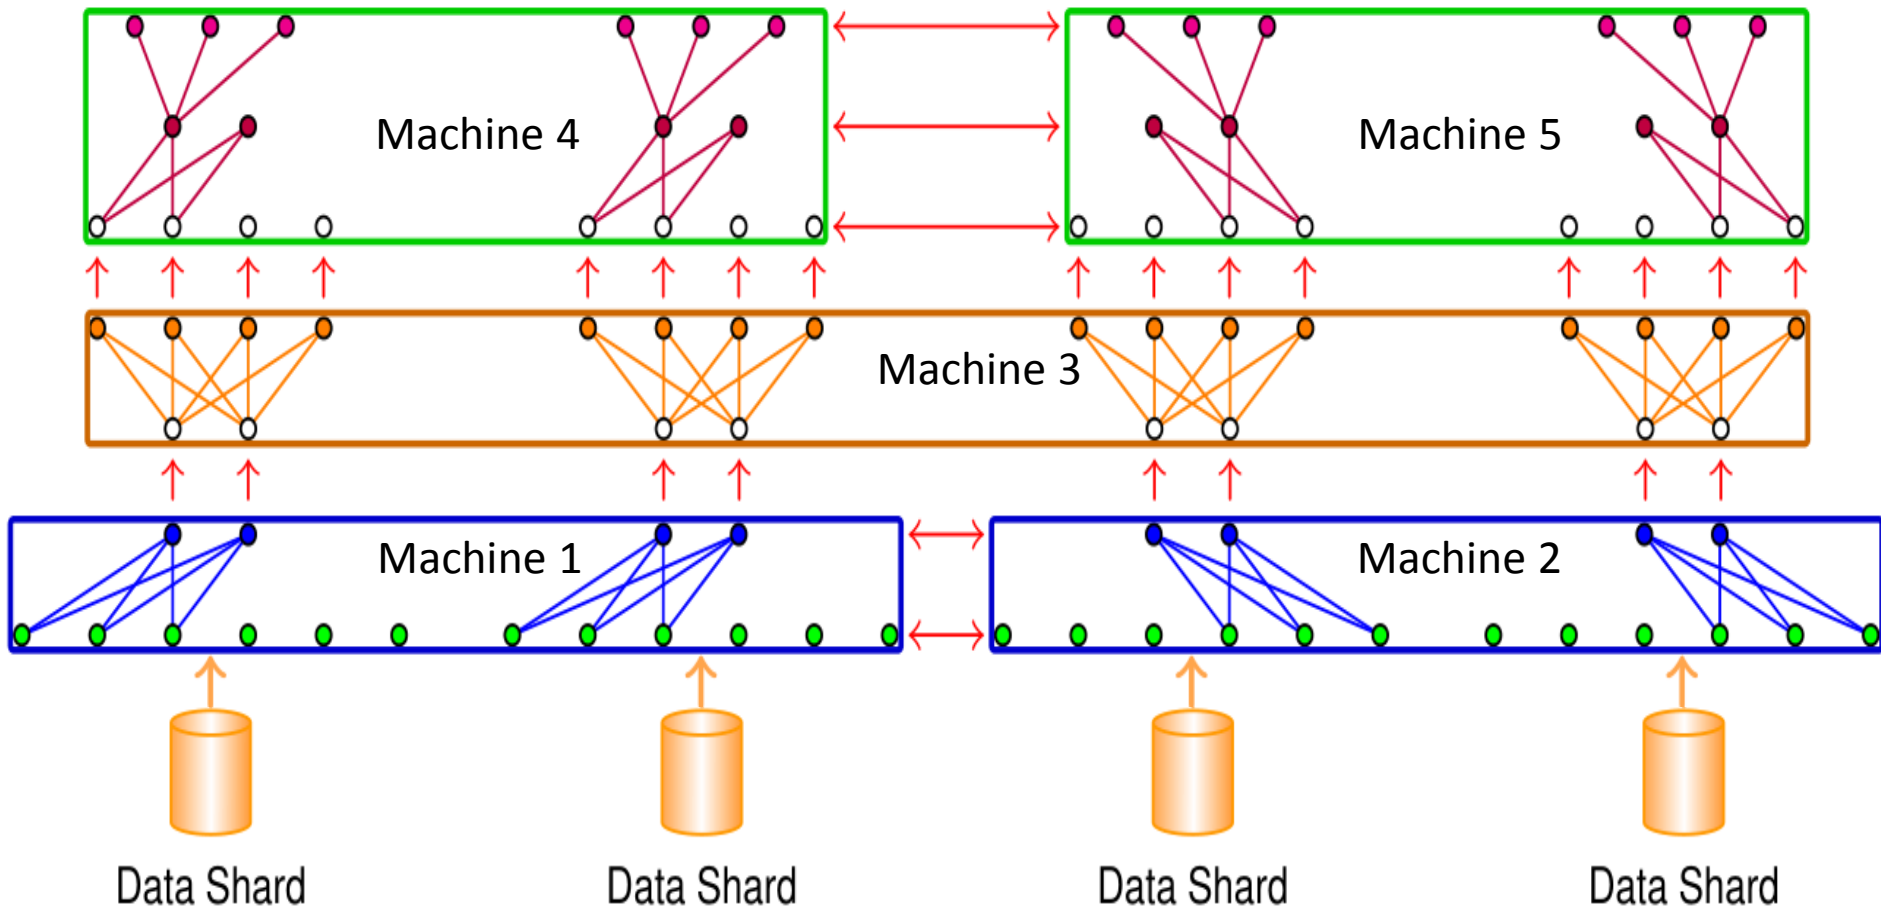 Machine 4
Machine 5
Machine 3
Machine 1
Machine 2
Data Shard
Data Shard
Data Shard
Data Shard